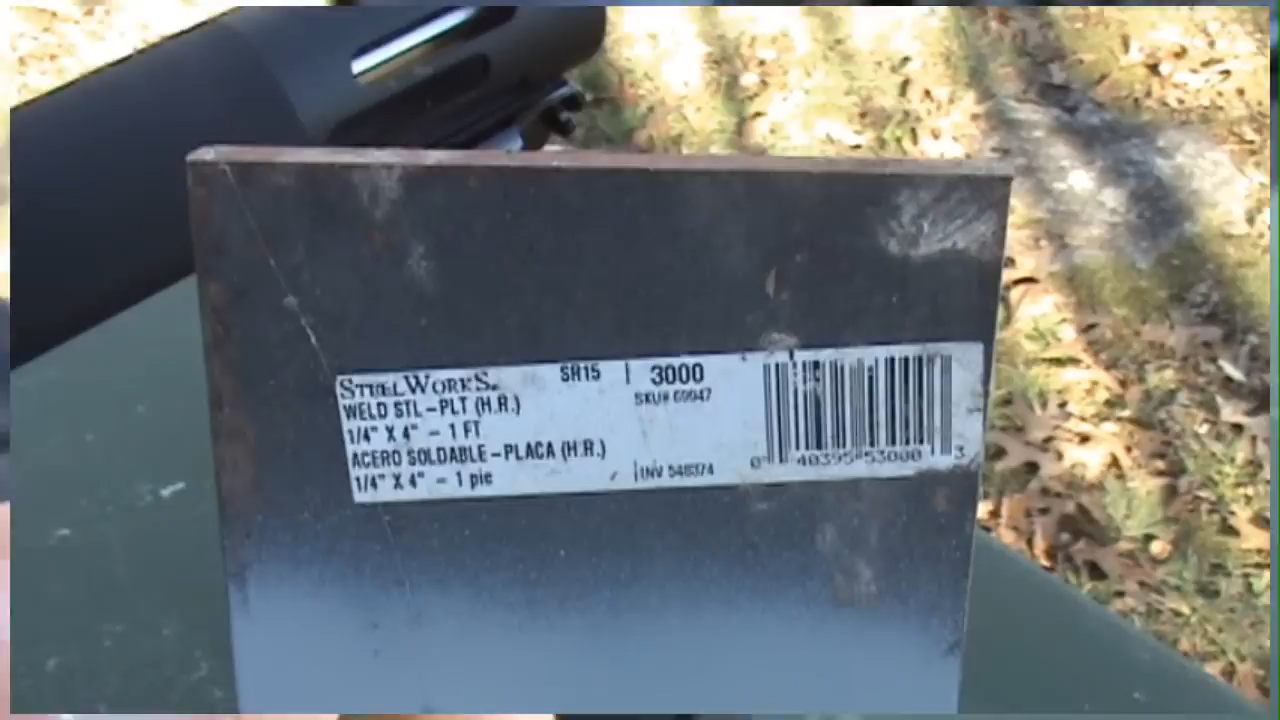 STEELWORKS SR15 | 3000
WELD STL-PLT (H.R.) SKU# 60947
1/4" X 4" - 1 FT
ACERO SOLDABLE-PLACA (H.R.)
1/4" X 4" - 1 pie INV 548374
0 40395 53000 3